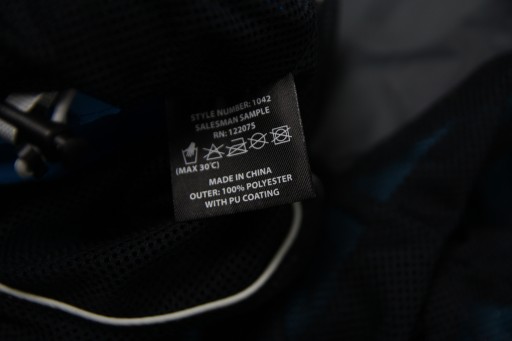 STYLE NUMBER: 1042
SALESMAN SAMPLE
RN: 122075
(MAX 30°C)
MADE IN CHINA
OUTER: 100% POLYESTER
WITH PU COATING